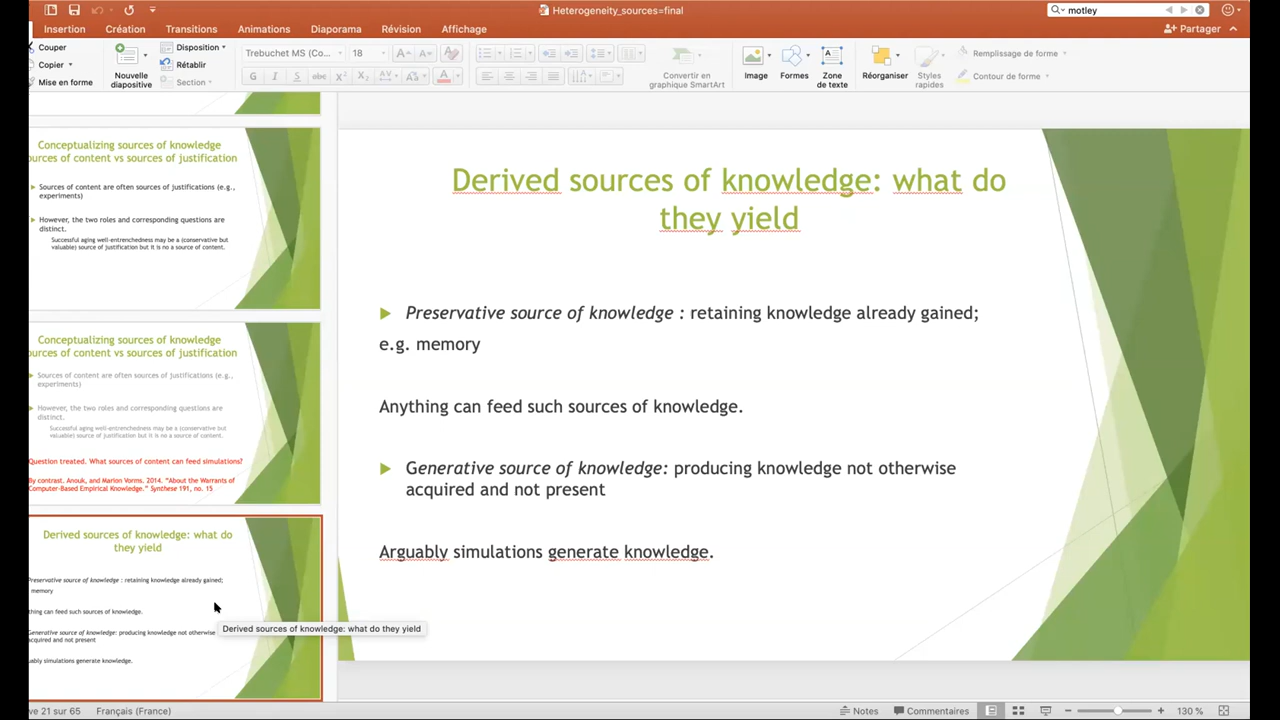 Heterogeneity_sources=final
motley
Insertion Création Transitions Animations Diaporama Révision Affichage
Partager
Couper
Copier
Mise en forme
Nouvelle
diapositive
Disposition
Rétablir
Section
Trebuchet MS (Co... 18
G I S abc X² X₂ AV Aa A
Convertir en
graphique SmartArt
Image
Formes
Zone
de texte
Réorganiser
Styles
rapides
Remplissage de forme
Contour de forme
Conceptualizing sources of knowledge
ources of content vs sources of justification
Sources of content are often sources of justifications (e.g.,
experiments)
However, the two roles and corresponding questions are
distinct.
Successful aging well-entrenchedness may be a (conservative but
valuable) source of justification but it is no a source of content.
Conceptualizing sources of knowledge
ources of content vs sources of justification
Sources of content are often sources of justifications (e.g.,
experiments)
However, the two roles and corresponding questions are
distinct.
Successful aging well-entrenchedness may be a (conservative but
valuable) source of justification but it is no a source of content.
Question treated. What sources of content can feed simulations?
By contrast. Anouk, and Marion Vorms. 2014. "About the Warrants of
Computer-Based Empirical Knowledge." Synthese 191, no. 15
Derived sources of knowledge: what do
they yield
Preservative source of knowledge : retaining knowledge already gained;
memory
thing can feed such sources of knowledge.
Generative source of knowledge: producing knowledge not otherwise
acquired and not present
uably simulations generate knowledge.
Derived sources of knowledge: what do they yield
Derived sources of knowledge: what do
they yield
Preservative source of knowledge : retaining knowledge already gained;
e.g. memory
Anything can feed such sources of knowledge.
Generative source of knowledge: producing knowledge not otherwise
acquired and not present
Arguably simulations generate knowledge.
ve 21 sur 65 Français (France) Notes Commentaires 130 %